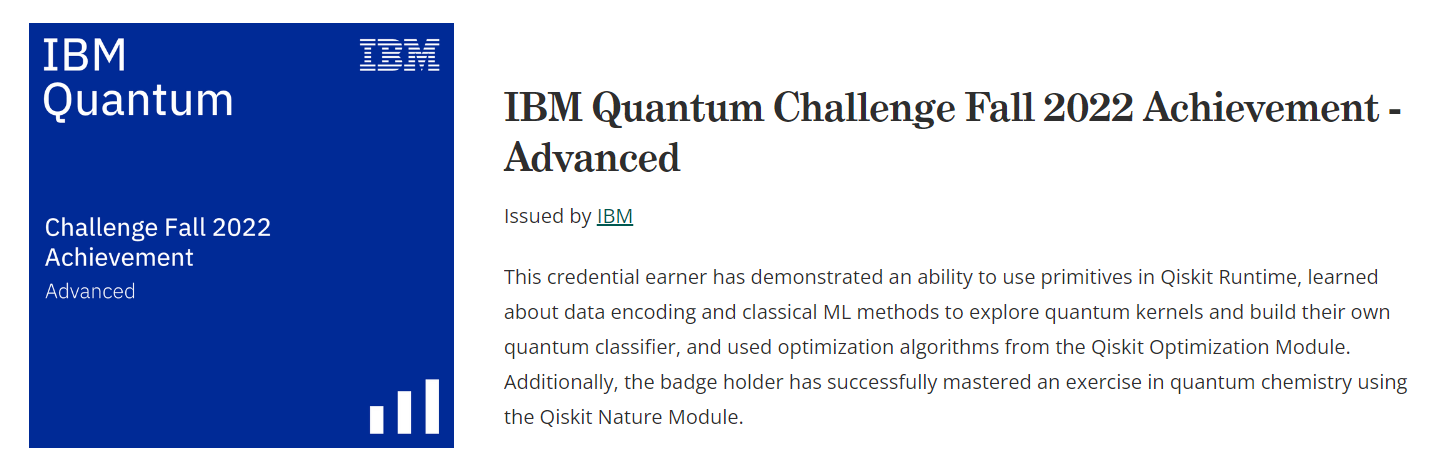 IBM
Quantum
IBM
Challenge Fall 2022
Achievement
Advanced
IBM Quantum Challenge Fall 2022 Achievement -
Advanced
Issued by IBM
This credential earner has demonstrated an ability to use primitives in Qiskit Runtime, learned
about data encoding and classical ML methods to explore quantum kernels and build their own
quantum classifier, and used optimization algorithms from the Qiskit Optimization Module.
Additionally, the badge holder has successfully mastered an exercise in quantum chemistry using
the Qiskit Nature Module.